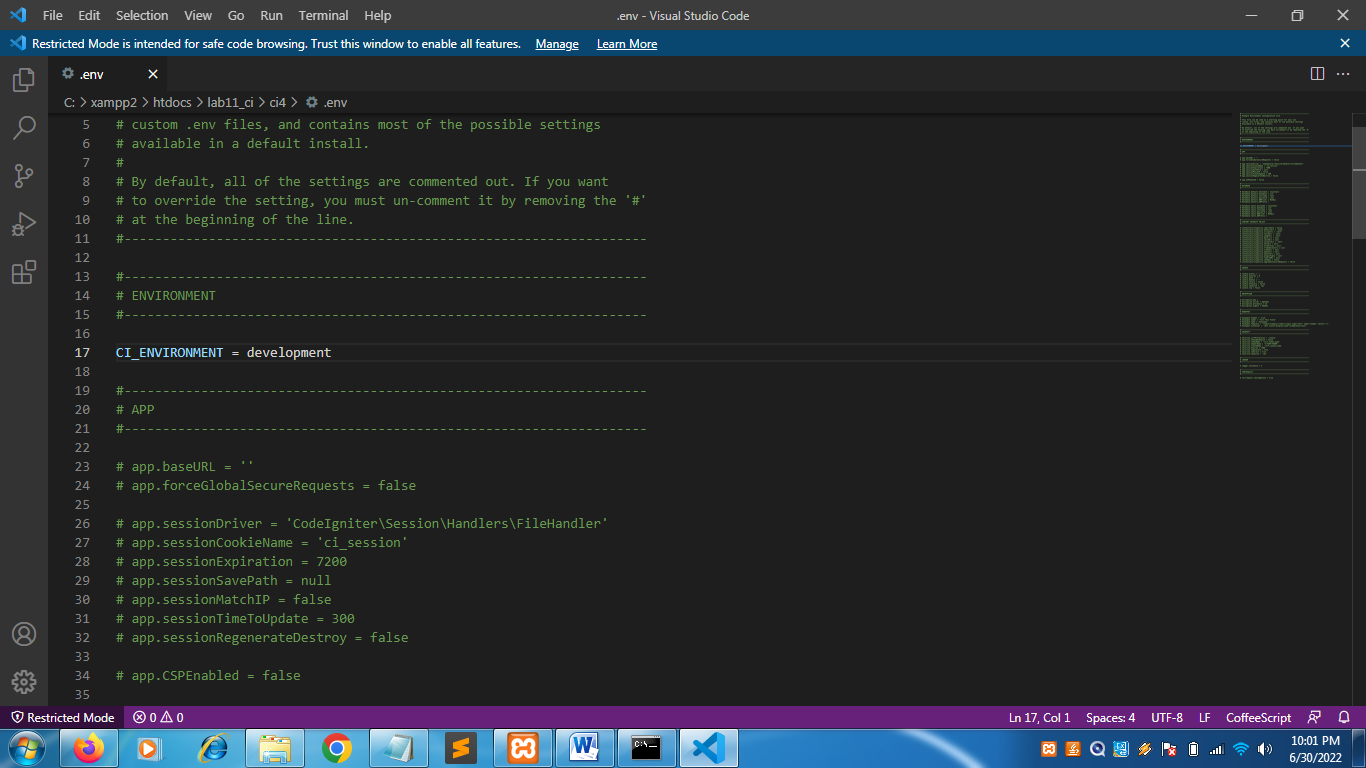 File Edit Selection View Go Run Terminal Help .env - Visual Studio Code
Restricted Mode is intended for safe code browsing. Trust this window to enable all features. Manage Learn More
.env
C: > xampp2 > htdocs > lab11_ci > ci4 > .env
5 # custom .env files, and contains most of the possible settings
6 # available in a default install.
7 #
8 # By default, all of the settings are commented out. If you want
9 # to override the setting, you must un-comment it by removing the '#'
10 # at the beginning of the line.
11 #--------------------------------------------------------------------
12
13 #--------------------------------------------------------------------
14 # ENVIRONMENT
15 #--------------------------------------------------------------------
16
17 CI_ENVIRONMENT = development
18
19 #--------------------------------------------------------------------
20 # APP
21 #--------------------------------------------------------------------
22
23 # app.baseURL = ''
24 # app.forceGlobalSecureRequests = false
25
26 # app.sessionDriver = 'CodeIgniter\Session\Handlers\FileHandler'
27 # app.sessionCookieName = 'ci_session'
28 # app.sessionExpiration = 7200
29 # app.sessionSavePath = null
30 # app.sessionMatchIP = false
31 # app.sessionTimeToUpdate = 300
32 # app.sessionRegenerateDestroy = false
33
34 # app.CSPEnabled = false
35
Restricted Mode 0 0 Ln 17, Col 1 Spaces: 4 UTF-8 LF CoffeeScript
10:01 PM
6/30/2022